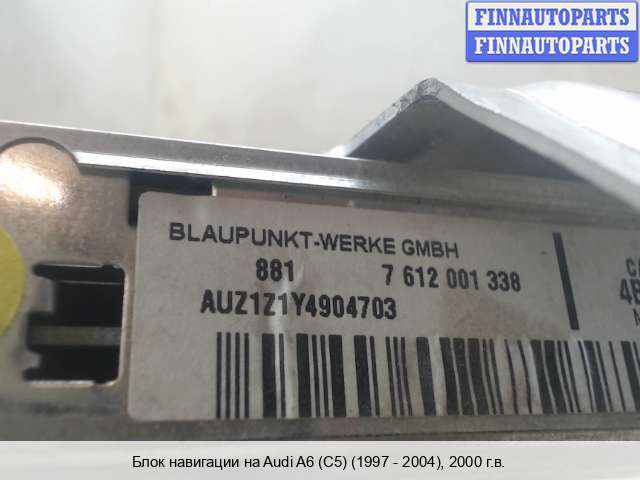 FINNAUTOPARTS
FINNAUTOPARTS
BLAUPUNKT-WERKE GMBH
881 7 612 001 338
AUZ1Z1Y4904703
Блок навигации на Audi A6 (C5) (1997 - 2004), 2000 г.в.